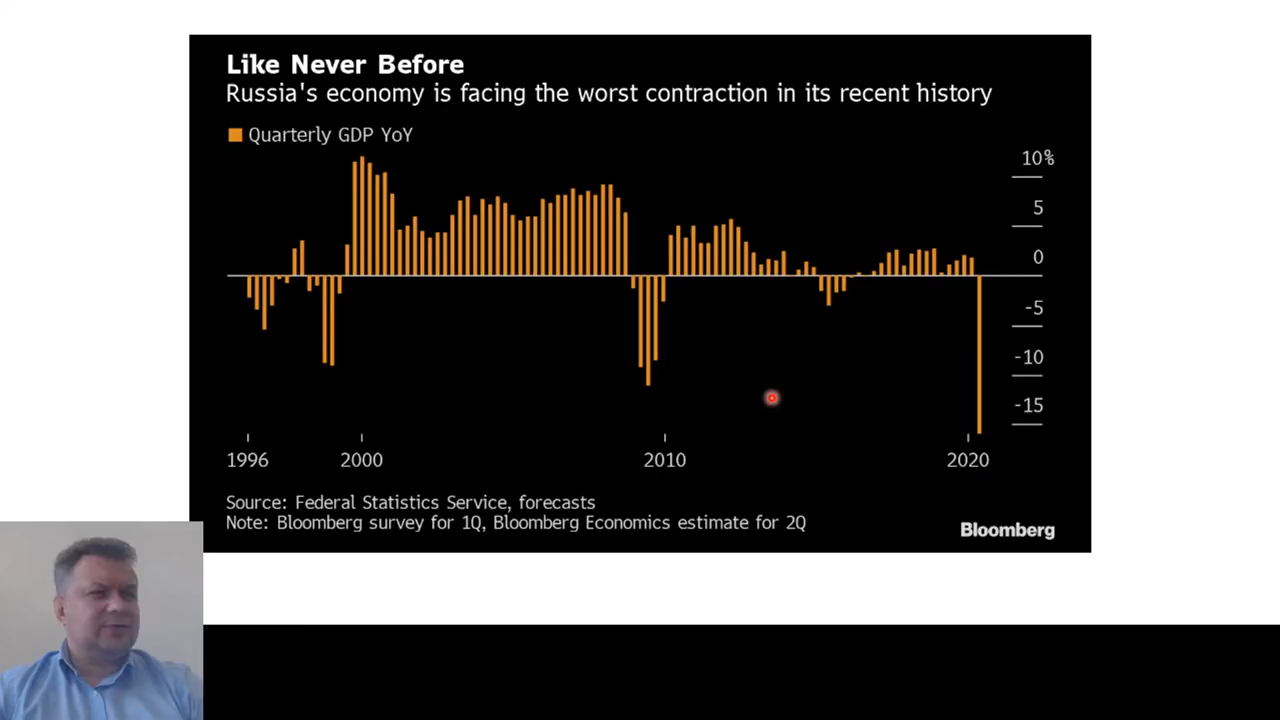 Like Never Before
Russia's economy is facing the worst contraction in its recent history
Quarterly GDP YoY
10%
5
0
-5
-10
-15
1996 2000 2010 2020
Source: Federal Statistics Service, forecasts
Note: Bloomberg survey for 1Q, Bloomberg Economics estimate for 2Q
Bloomberg